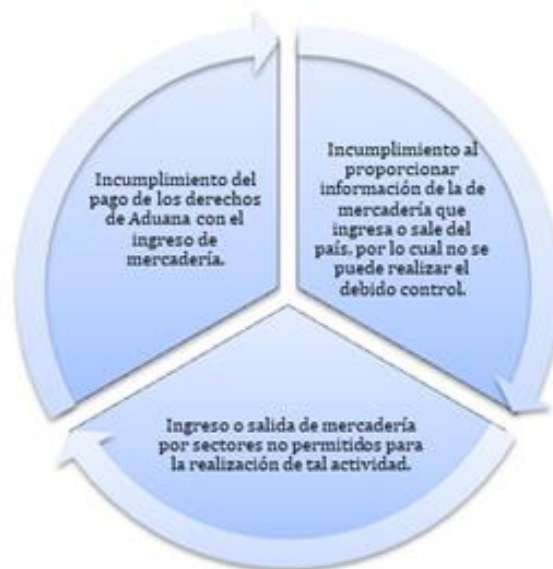 Incumplimiento del
pago de los derechos
de Aduana con el
ingreso de
mercadería.
Incumplimiento al
proporcionar
información de la de
mercadería que
ingresa o sale del
país, por lo cual no se
puede realizar el
debido control.
Ingreso o salida de mercadería
por sectores no permitidos para
la realización de tal actividad.